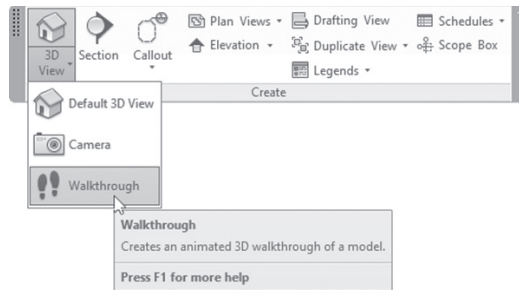 3D View
Section
Callout
Plan Views
Elevation
Drafting View
Duplicate View
Legends
Schedules
Scope Box
Create
Default 3D View
Camera
Walkthrough
Walkthrough
Creates an animated 3D walkthrough of a model.
Press F1 for more help